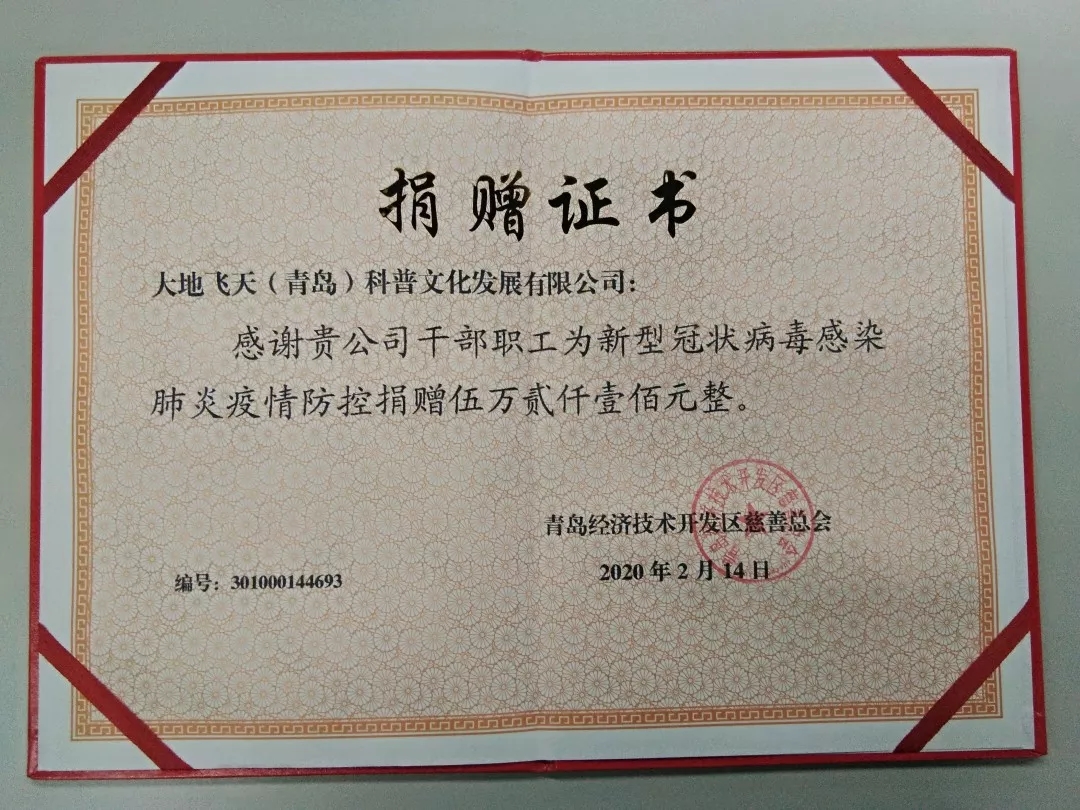 捐赠证书
大地飞天（青岛）科普文化发展有限公司：
感谢贵公司干部职工为新型冠状病毒感染
肺炎疫情防控捐赠伍万贰仟壹佰元整。
青岛经济技术开发区慈善总会
2020年2月14日
编号：301000144693